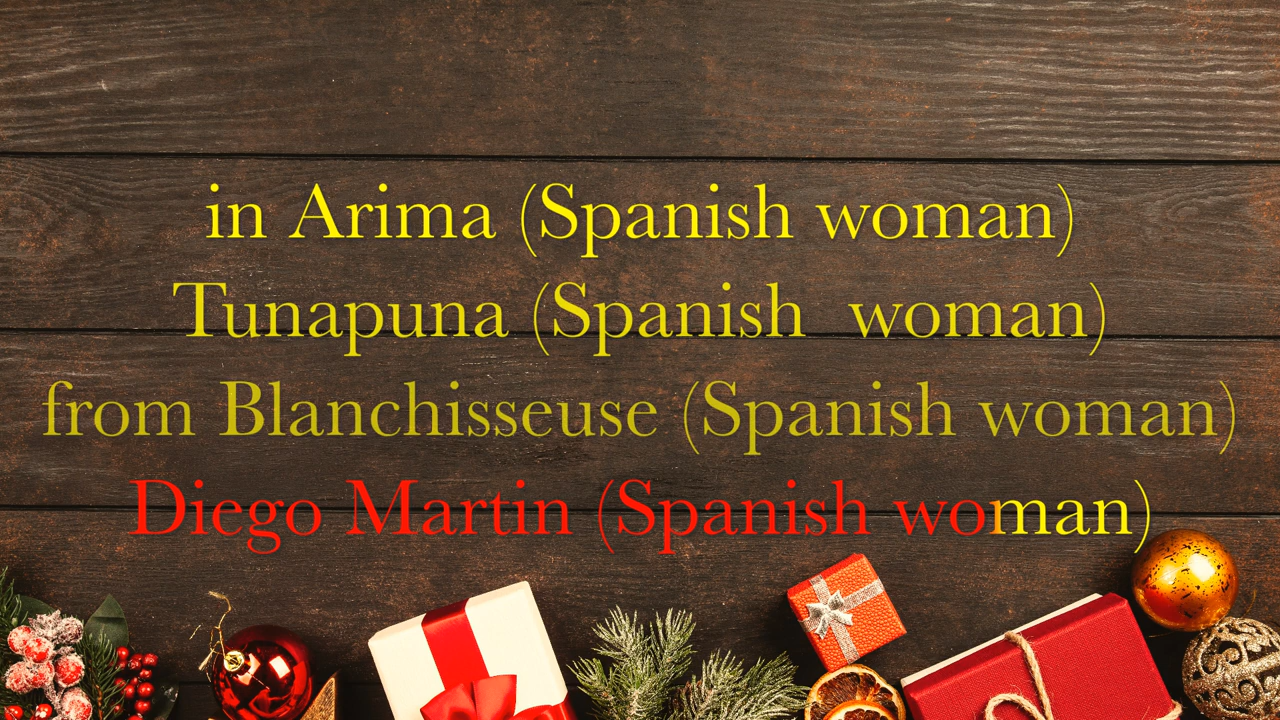 in Arima (Spanish woman)
Tunapuna (Spanish  woman)
from Blanchisseuse (Spanish woman)
Diego Martin (Spanish woman)